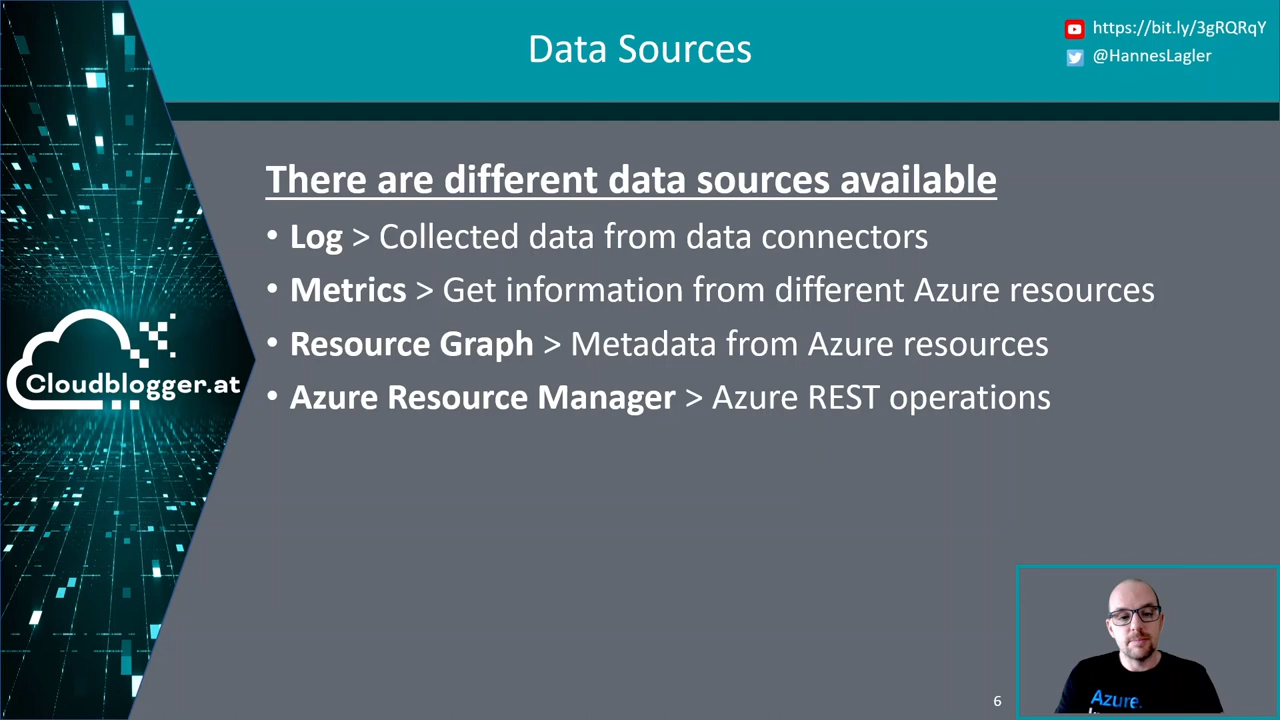 Data Sources
https://bit.ly/3gRQRqY
@HannesLagler
There are different data sources available
• Log > Collected data from data connectors
• Metrics > Get information from different Azure resources
• Resource Graph > Metadata from Azure resources
• Azure Resource Manager > Azure REST operations
Cloudblogger.at
Azure.
6